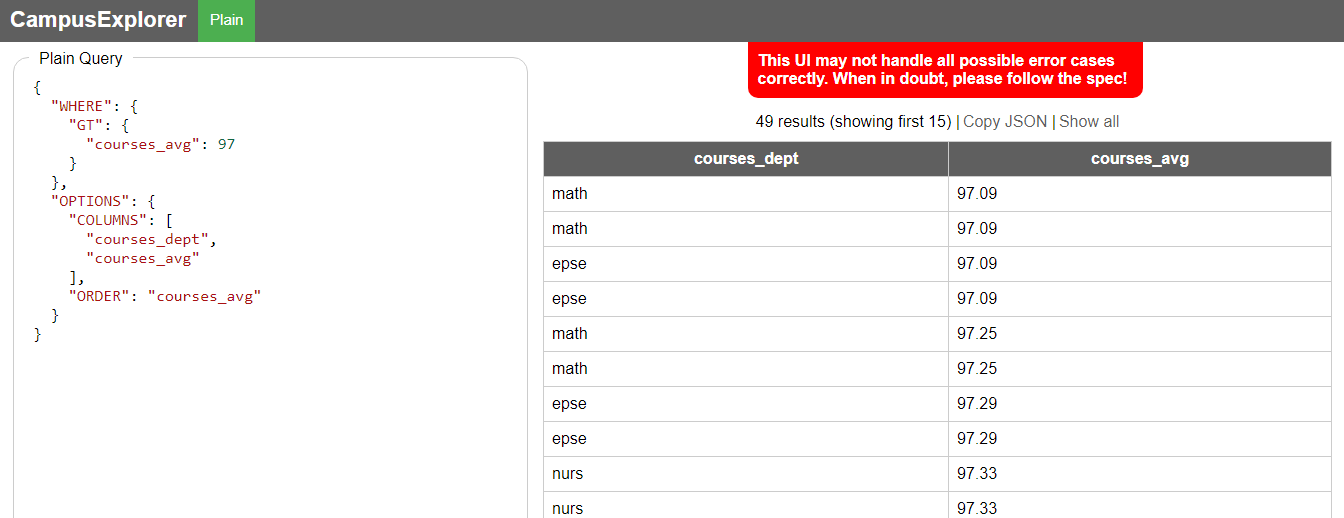 CampusExplorer Plain
Plain Query
{
"WHERE": {
"GT": {
"courses_avg": 97
}
},
"OPTIONS": {
"COLUMNS": [
"courses_dept",
"courses_avg"
],
"ORDER": "courses_avg"
}
}
This UI may not handle all possible error cases
correctly. When in doubt, please follow the spec!
49 results (showing first 15) | Copy JSON | Show all
courses_dept courses_avg
math 97.09
math 97.09
epse 97.09
epse 97.09
math 97.25
math 97.25
epse 97.29
epse 97.29
nurs 97.33
nurs 97.33